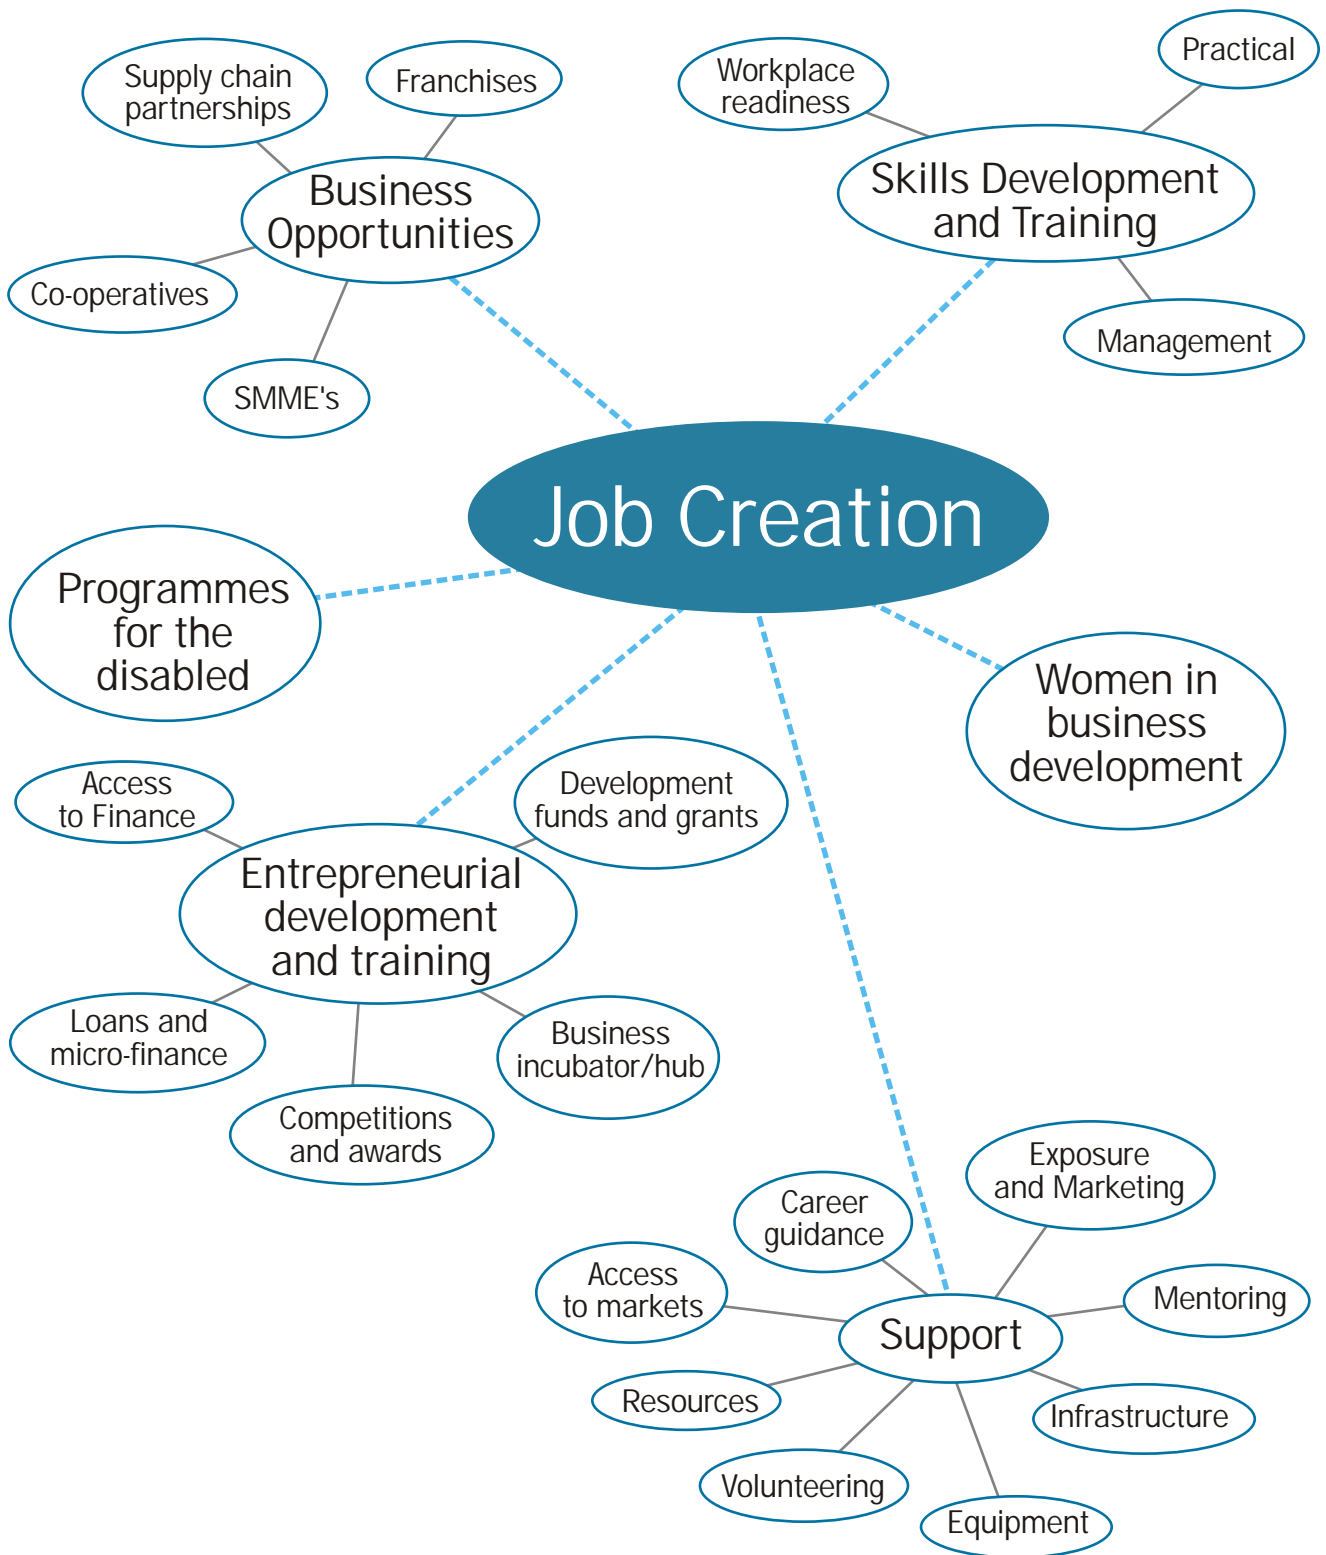 Supply chain
partnerships
Franchises
Business
Opportunities
Co-operatives
SMME's
Workplace
readiness
Practical
Skills Development
and Training
Management
Job Creation
Programmes
for the
disabled
Women in
business
development
Access
to Finance
Development
funds and grants
Entrepreneurial
development
and training
Loans and
micro-finance
Business
incubator/hub
Competitions
and awards
Career
guidance
Exposure
and Marketing
Access
to markets
Mentoring
Support
Resources
Infrastructure
Volunteering
Equipment